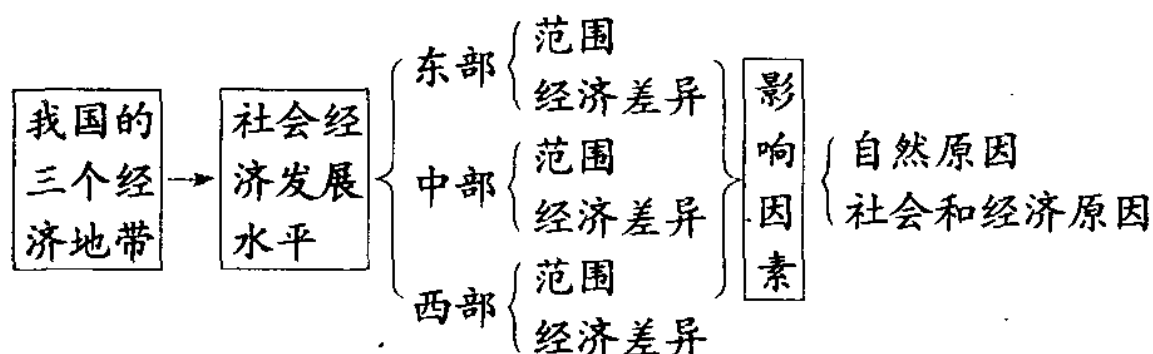 我国的
三个经
济地带
社会经
济发展
水平
东部
范围
经济差异
中部
范围
经济差异
西部
范围
经济差异
影
响
因
素
自然原因
社会和经济原因